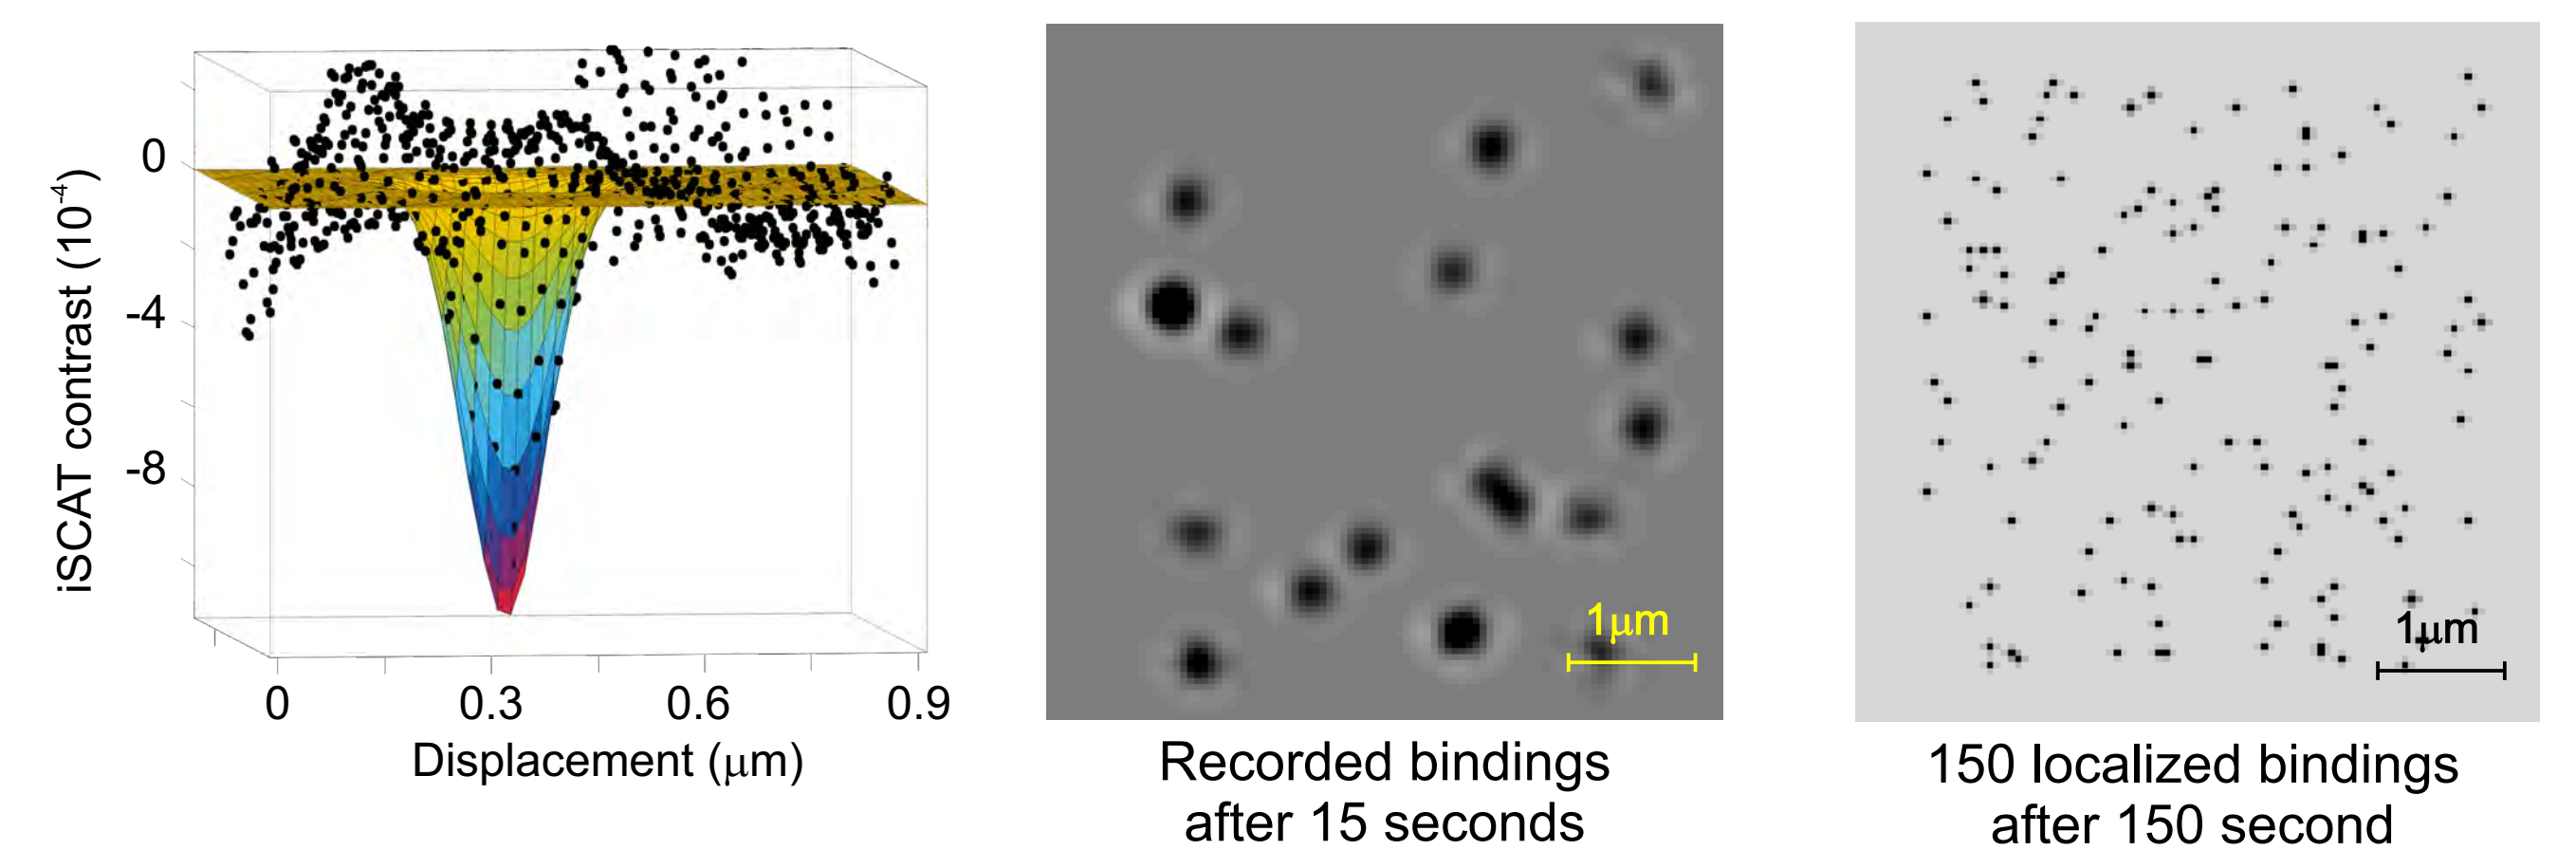 iSCAT contrast (10⁻⁴)
0
-4
-8
0 0.3 0.6 0.9
Displacement (μm)
1μm
Recorded bindings
after 15 seconds
1μm
150 localized bindings
after 150 second